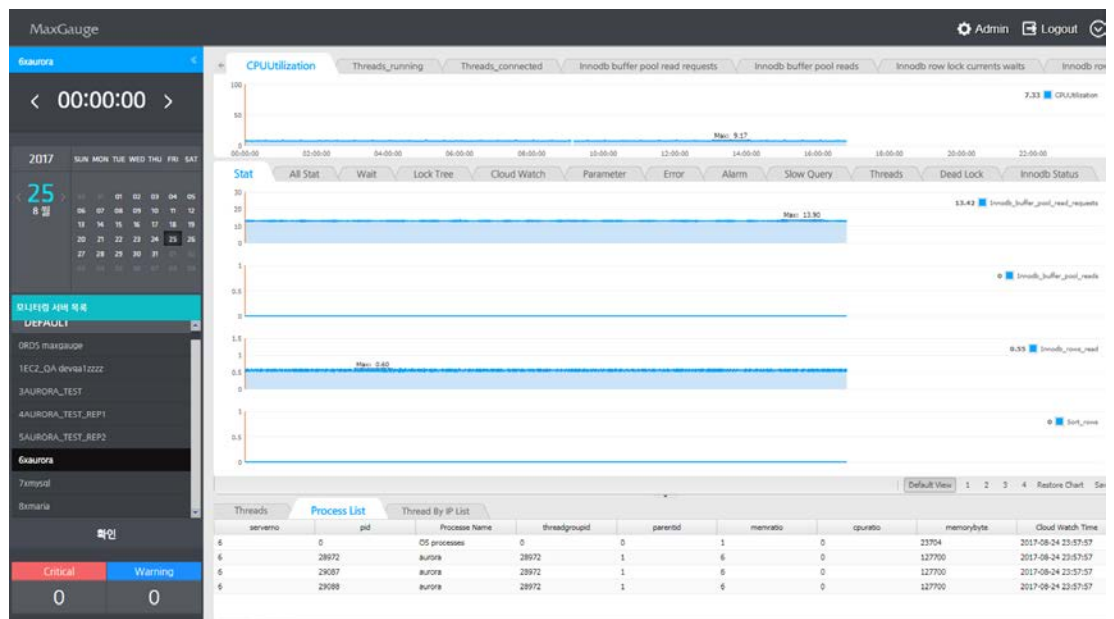 MaxGauge
Admin Logout
6xaurora
< 00:00:00 >
2017
SUN MON TUE WED THU FRI SAT
25
8 월
01 02 03 04 05
06 07 08 09 10 11 12
13 14 15 16 17 18 19
20 21 22 23 24 25 26
27 28 29 30 31
모니터링 서버 목록
DEFAULT
0RDS maxgauge
1EC2_QA devqa1zzzz
3AURORA_TEST
4AURORA_TEST_REP1
5AURORA_TEST_REP2
6xaurora
7xmysql
8xmaria
확인
Critical Warning
0 0
CPUUtilization Threads_running Threads_connected Innodb buffer pool read requests Innodb buffer pool reads Innodb row lock currents waits Innodb row
100
50
0
7.33 CPUUtilization
Max: 9.17
00:00:00 02:00:00 04:00:00 06:00:00 08:00:00 10:00:00 12:00:00 14:00:00 16:00:00 18:00:00 20:00:00 22:00:00
Stat All Stat Wait Lock Tree Cloud Watch Parameter Error Alarm Slow Query Threads Dead Lock Innodb Status
30
20
10
0
13.42 Innodb_buffer_pool_read_requests
Max: 13.90
1
0.5
0
0 Innodb_buffer_pool_reads
1.5
1
0.5
0
0.55 Innodb_rows_read
Max: 0.60
1
0.5
0
0 Sort_rows
Default View 1 2 3 4 Restore Chart Sav
Threads Process List Thread By IP List
serverno pid Processe Name threadgroupid parentid memratio cpuratio memorybyte Cloud Watch Time
6 0 OS processes 0 0 1 0 23704 2017-08-24 23:57:57
6 28972 aurora 28972 1 6 0 127700 2017-08-24 23:57:57
6 29087 aurora 28972 1 6 0 127700 2017-08-24 23:57:57
6 29088 aurora 28972 1 6 0 127700 2017-08-24 23:57:57